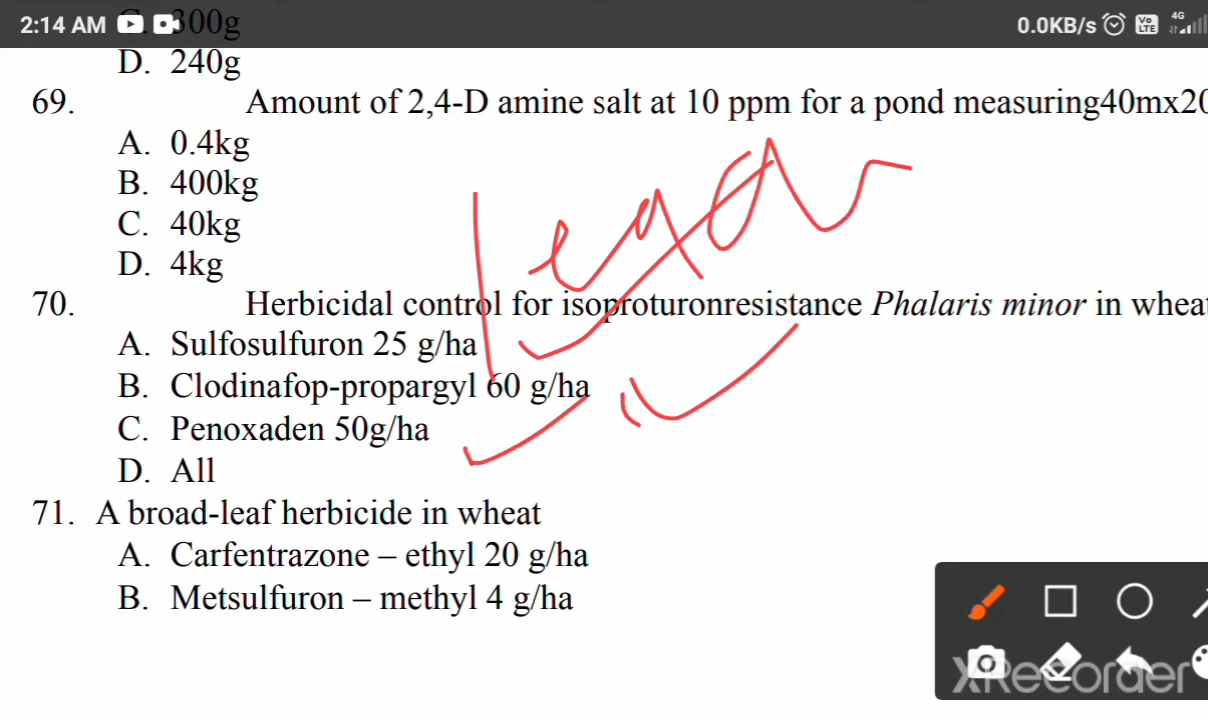 2:14 AM 0.0KB/s Vo LTE 4G
C. 300g
D. 240g
69. Amount of 2,4-D amine salt at 10 ppm for a pond measuring40mx20
A. 0.4kg
B. 400kg
C. 40kg
D. 4kg
70. Herbicidal control for isoproturonresistance Phalaris minor in wheat
A. Sulfosulfuron 25 g/ha
B. Clodinafop-propargyl 60 g/ha
C. Penoxaden 50g/ha
D. All
71. A broad-leaf herbicide in wheat
A. Carfentrazone – ethyl 20 g/ha
B. Metsulfuron – methyl 4 g/ha
XRecorder